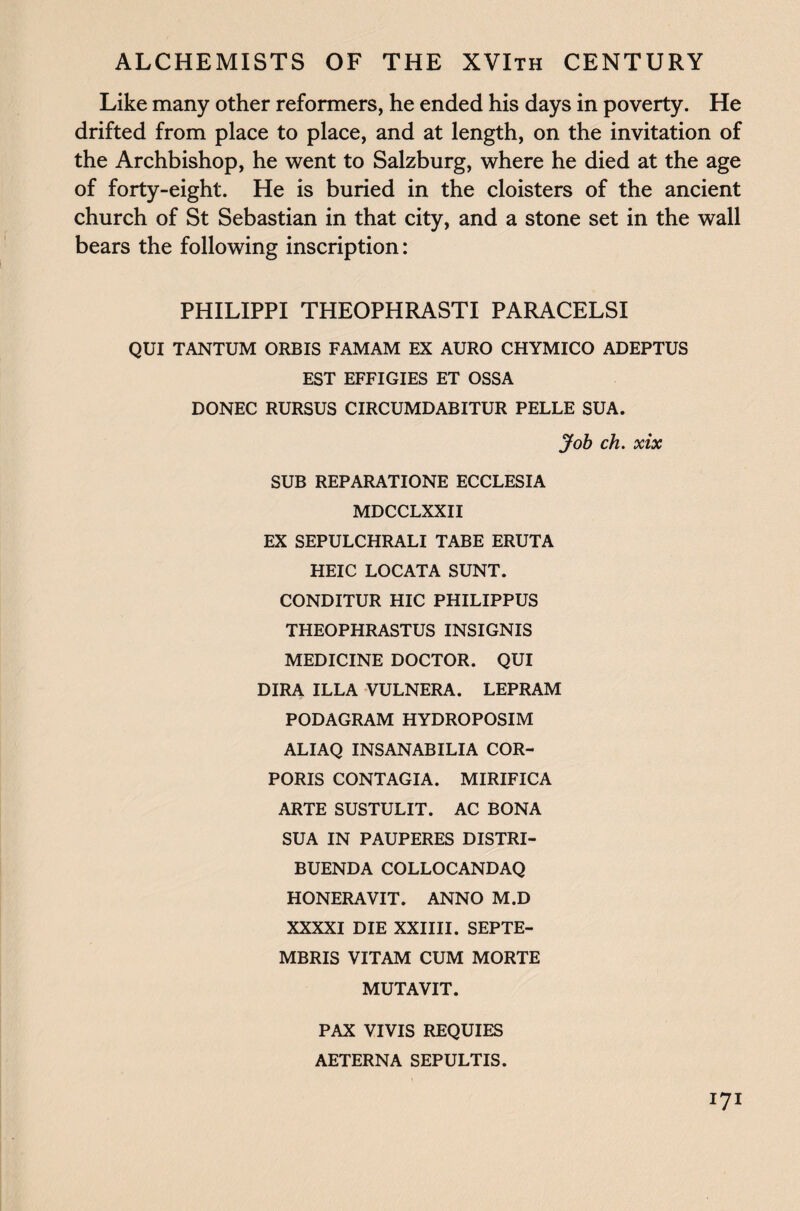 ALCHEMISTS OF THE XVITH CENTURY
Like many other reformers, he ended his days in poverty. He
drifted from place to place, and at length, on the invitation of
the Archbishop, he went to Salzburg, where he died at the age
of forty-eight. He is buried in the cloisters of the ancient
church of St Sebastian in that city, and a stone set in the wall
bears the following inscription:
PHILIPPI THEOPHRASTI PARACELSI
QUI TANTUM ORBIS FAMAM EX AURO CHYMICO ADEPTUS
EST EFFIGIES ET OSSA
DONEC RURSUS CIRCUMDABITUR PELLE SUA.
Job ch. xix
SUB REPARATIONE ECCLESIA
MDCCLXXII
EX SEPULCHRALI TABE ERUTA
HEIC LOCATA SUNT.
CONDITUR HIC PHILIPPUS
THEOPHRASTUS INSIGNIS
MEDICINE DOCTOR. QUI
DIRA ILLA VULNERA. LEPRAM
PODAGRAM HYDROPOSIM
ALIAQ INSANABILIA COR-
PORIS CONTAGIA. MIRIFICA
ARTE SUSTULIT. AC BONA
SUA IN PAUPERES DISTRI-
BUENDA COLLOCANDAQ
HONERAVIT. ANNO M.D
XXXXI DIE XXIIII. SEPTE-
MBRIS VITAM CUM MORTE
MUTAVIT.
PAX VIVIS REQUIES
AETERNA SEPULTIS.
171